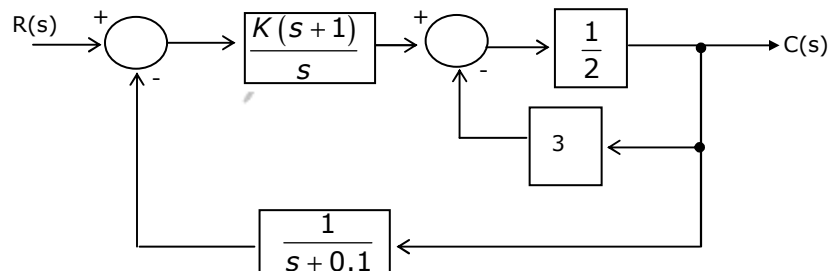 R(s) + - K(s+1)/s + - 1/2 C(s)
3
1/(s+0.1)